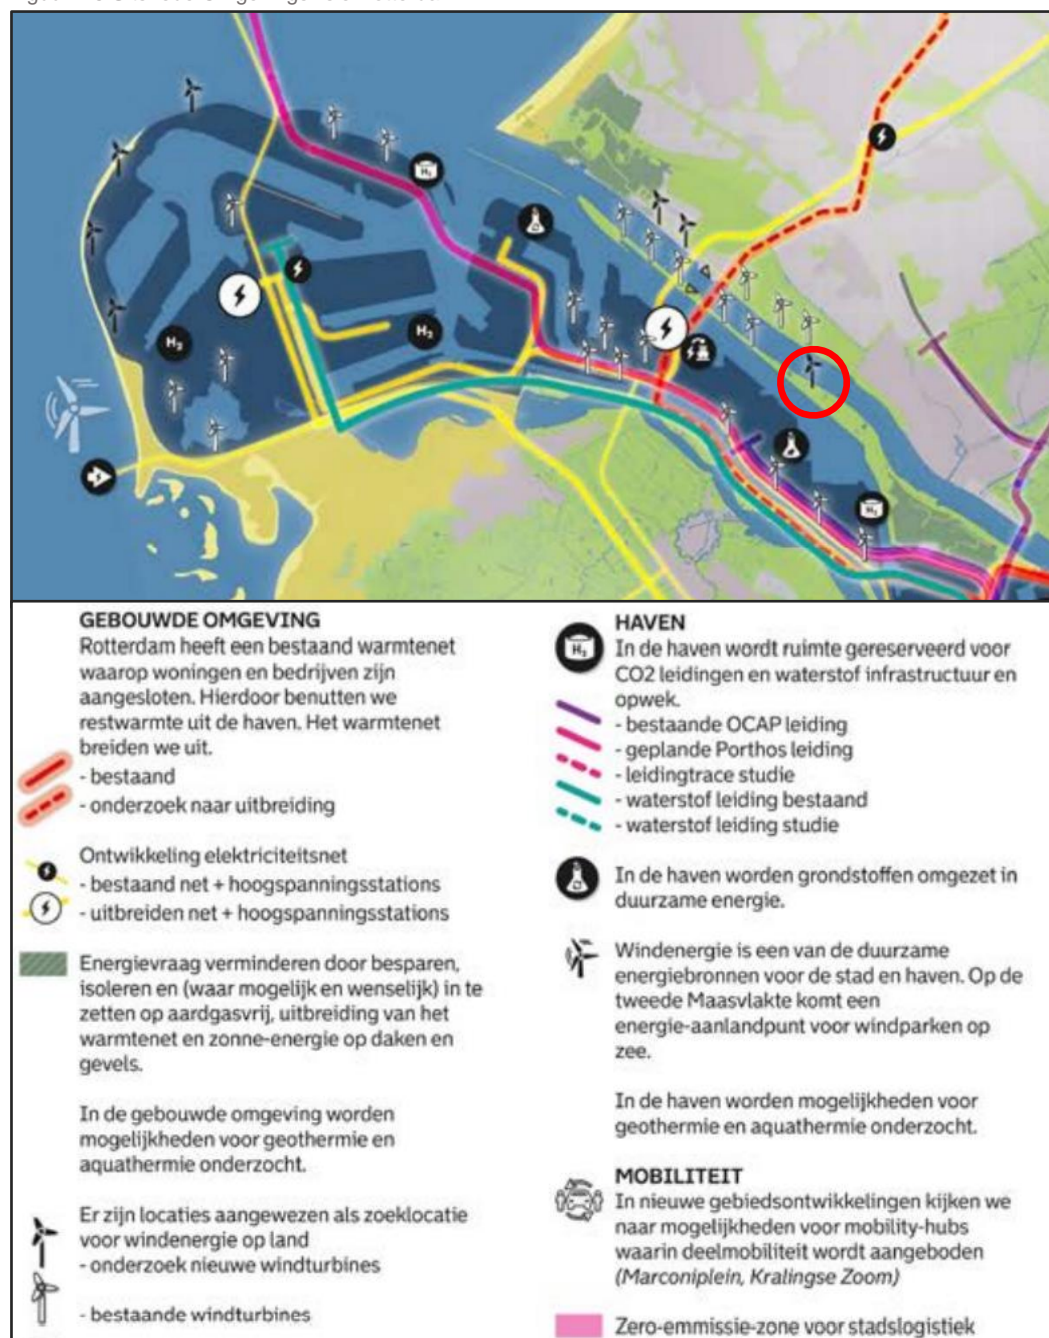 H₂
H₂
H₂
H₂
GEBOUWDE OMGEVING
Rotterdam heeft een bestaand warmtenet
waarop woningen en bedrijven zijn
aangesloten. Hierdoor benutten we
restwarmte uit de haven. Het warmtenet
breiden we uit.
- bestaand
- onderzoek naar uitbreiding
Ontwikkeling elektriciteitsnet
- bestaand net + hoogspanningsstations
- uitbreiden net + hoogspanningsstations
Energievraag verminderen door besparen,
isoleren en (waar mogelijk en wenselijk) in te
zetten op aardgasvrij, uitbreiding van het
warmtenet en zonne-energie op daken en
gevels.
In de gebouwde omgeving worden
mogelijkheden voor geothermie en
aquathermie onderzocht.
Er zijn locaties aangewezen als zoeklocatie
voor windenergie op land
- onderzoek nieuwe windturbines
- bestaande windturbines
HAVEN
H₂
In de haven wordt ruimte gereserveerd voor
CO2 leidingen en waterstof infrastructuur en
opwek.
- bestaande OCAP leiding
- geplande Porthos leiding
- leidingtrace studie
- waterstof leiding bestaand
- waterstof leiding studie
In de haven worden grondstoffen omgezet in
duurzame energie.
Windenergie is een van de duurzame
energiebronnen voor de stad en haven. Op de
tweede Maasvlakte komt een
energie-aanlandpunt voor windparken op
zee.
In de haven worden mogelijkheden voor
geothermie en aquathermie onderzocht.
MOBILITEIT
In nieuwe gebiedsontwikkelingen kijken we
naar mogelijkheden voor mobility-hubs
waarin deelmobiliteit wordt aangeboden
(Marconiplein, Kralingse Zoom)
Zero-emmissie-zone voor stadslogistiek